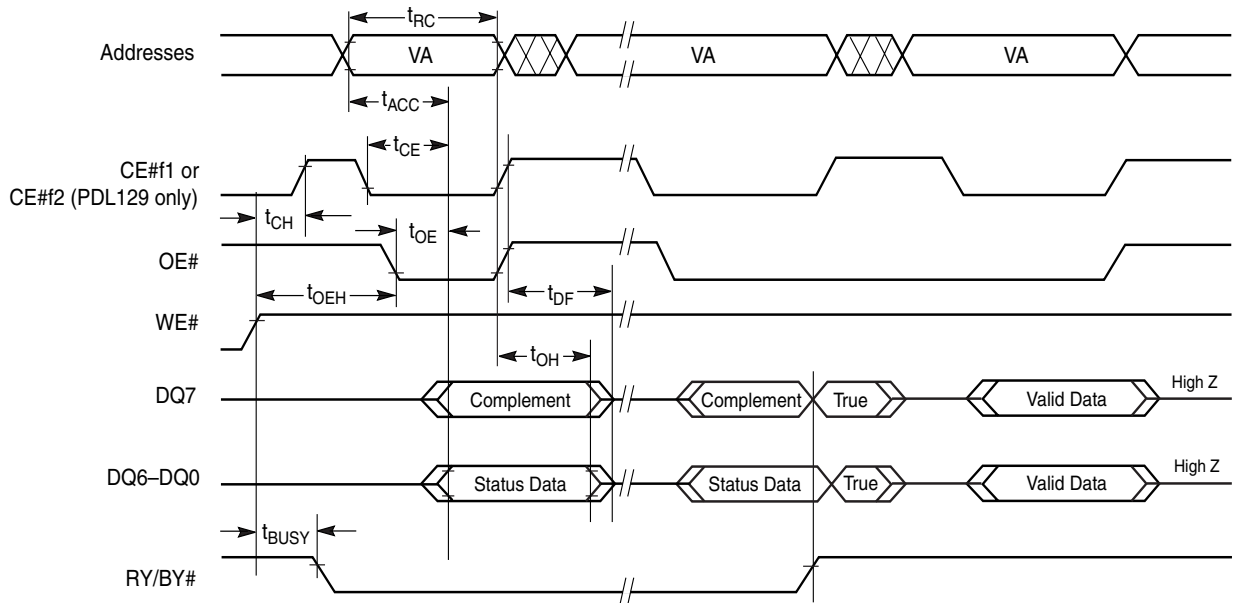 tRC
Addresses VA VA VA
tACC
tCE
CE#f1 or
CE#f2 (PDL129 only)
tCH
tOE
OE#
tOEH
tDF
WE#
tOH
DQ7 Complement Complement True Valid Data High Z
DQ6–DQ0 Status Data Status Data True Valid Data High Z
tBUSY
RY/BY#